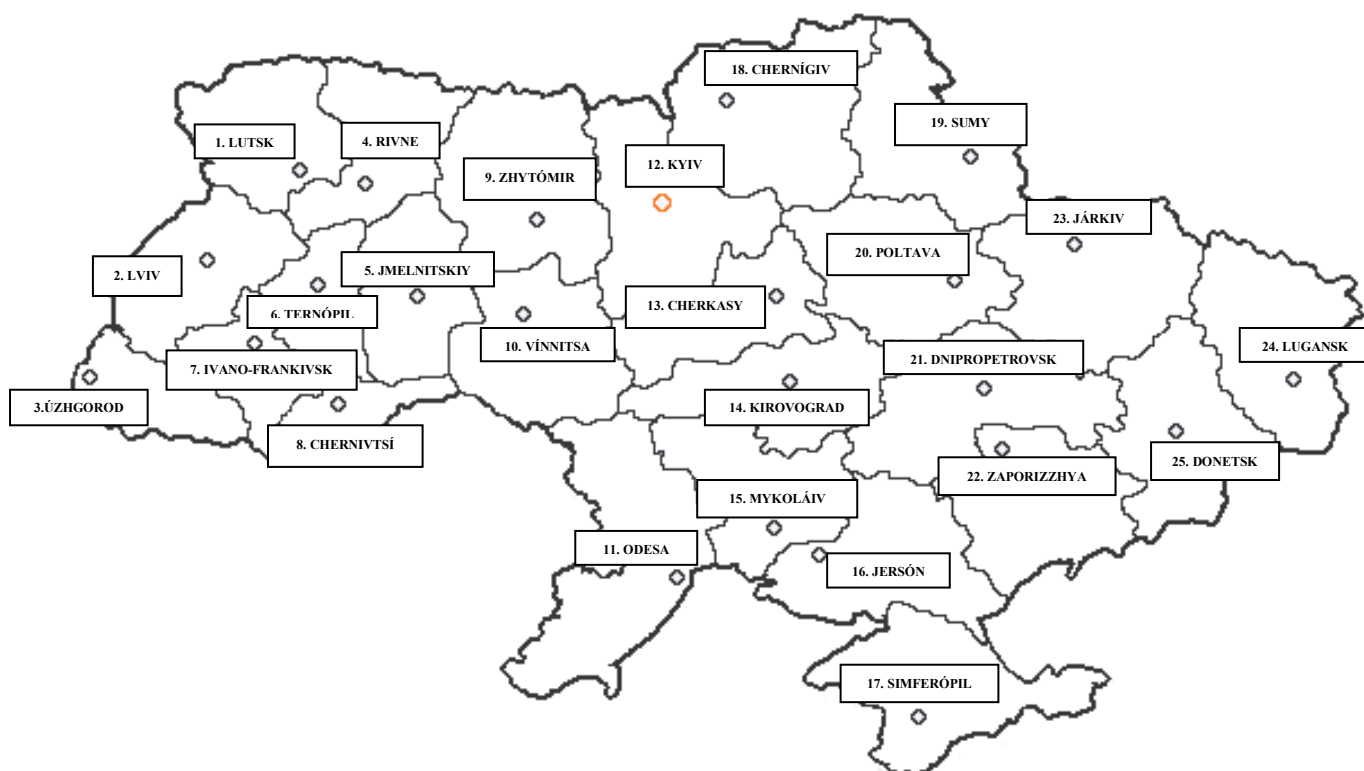 18. CHERNÍGIV
19. SUMY
1. LUTSK
4. RIVNE
9. ZHYTÓMIR
12. KYIV
23. JÁRKIV
2. LVIV
5. JMELNITSKIY
20. POLTAVA
6. TERNÓPIL
13. CHERKASY
10. VÍNNITSA
24. LUGANSK
7. IVANO-FRANKIVSK
21. DNIPROPETROVSK
3.ÚZHGOROD
14. KIROVOGRAD
8. CHERNIVTSÍ
25. DONETSK
22. ZAPORIZZHYA
15. MYKOLÁIV
11. ODESA
16. JERSÓN
17. SIMFERÓPIL